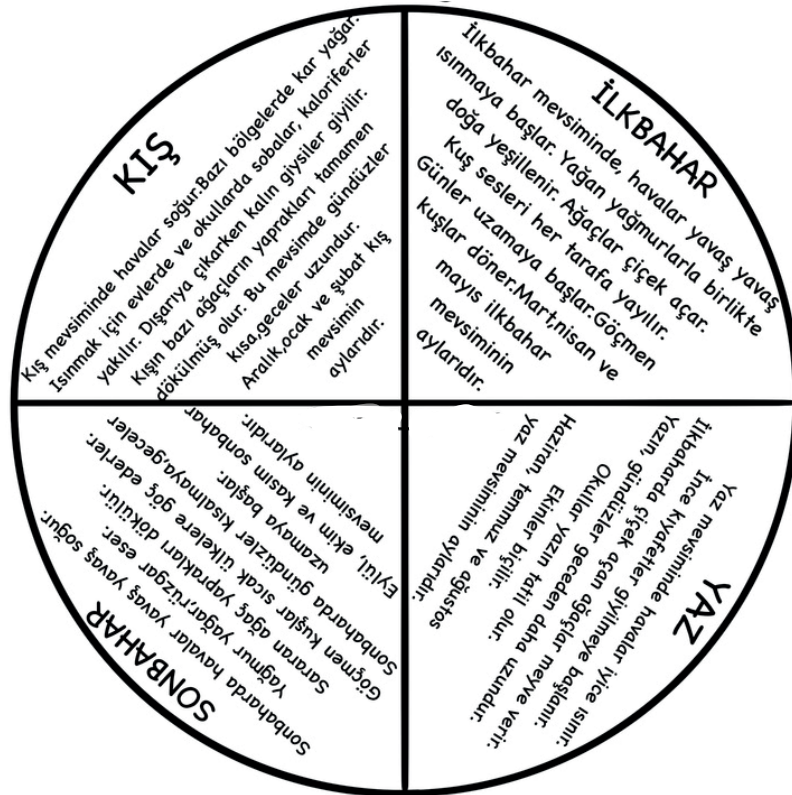 KIŞ
Kış mevsiminde havalar soğur.Bazı bölgelerde kar yağar.
Isınmak için evlerde ve okullarda sobalar, kaloriferler
yakılır. Dışarıya çıkarken kalın giysiler giyilir.
Kışın bazı ağaçların yaprakları tamamen
dökülmüş olur. Bu mevsimde gündüzler
kısa,geceler uzundur.
Aralık,ocak ve şubat kış
mevsimin
aylarıdır.
İLKBAHAR
İlkbahar mevsiminde, havalar yavaş yavaş
ısınmaya başlar. Yağan yağmurlarla birlikte
doğa yeşillenir. Ağaçlar çiçek açar.
Kuş sesleri her tarafa yayılır.
Günler uzamaya başlar.Göçmen
kuşlar döner.Mart,nisan ve
mayıs ilkbahar
mevsiminin
aylarıdır.
YAZ
Yaz mevsiminde havalar iyice ısınır.
İnce kıyafetler giyilmeye başlanır.
İlkbaharda çiçek açan ağaçlar meyve verir.
Yazın, gündüzler geceden daha uzundur.
Okullar yazın tatil olur.
Ekinler biçilir.
Haziran, temmuz ve ağustos
yaz mevsiminin aylarıdır.
SONBAHAR
Sonbaharda havalar yavaş yavaş soğur.
Yağmur yağar,rüzgar eser.
Sararan ağaç yaprakları dökülür.
Göçmen kuşlar sıcak ülkelere göç ederler.
Sonbaharda gündüzler kısalmaya,geceler
uzamaya başlar.
Eylül, ekim ve kasım sonbahar
mevsiminin aylarıdır.